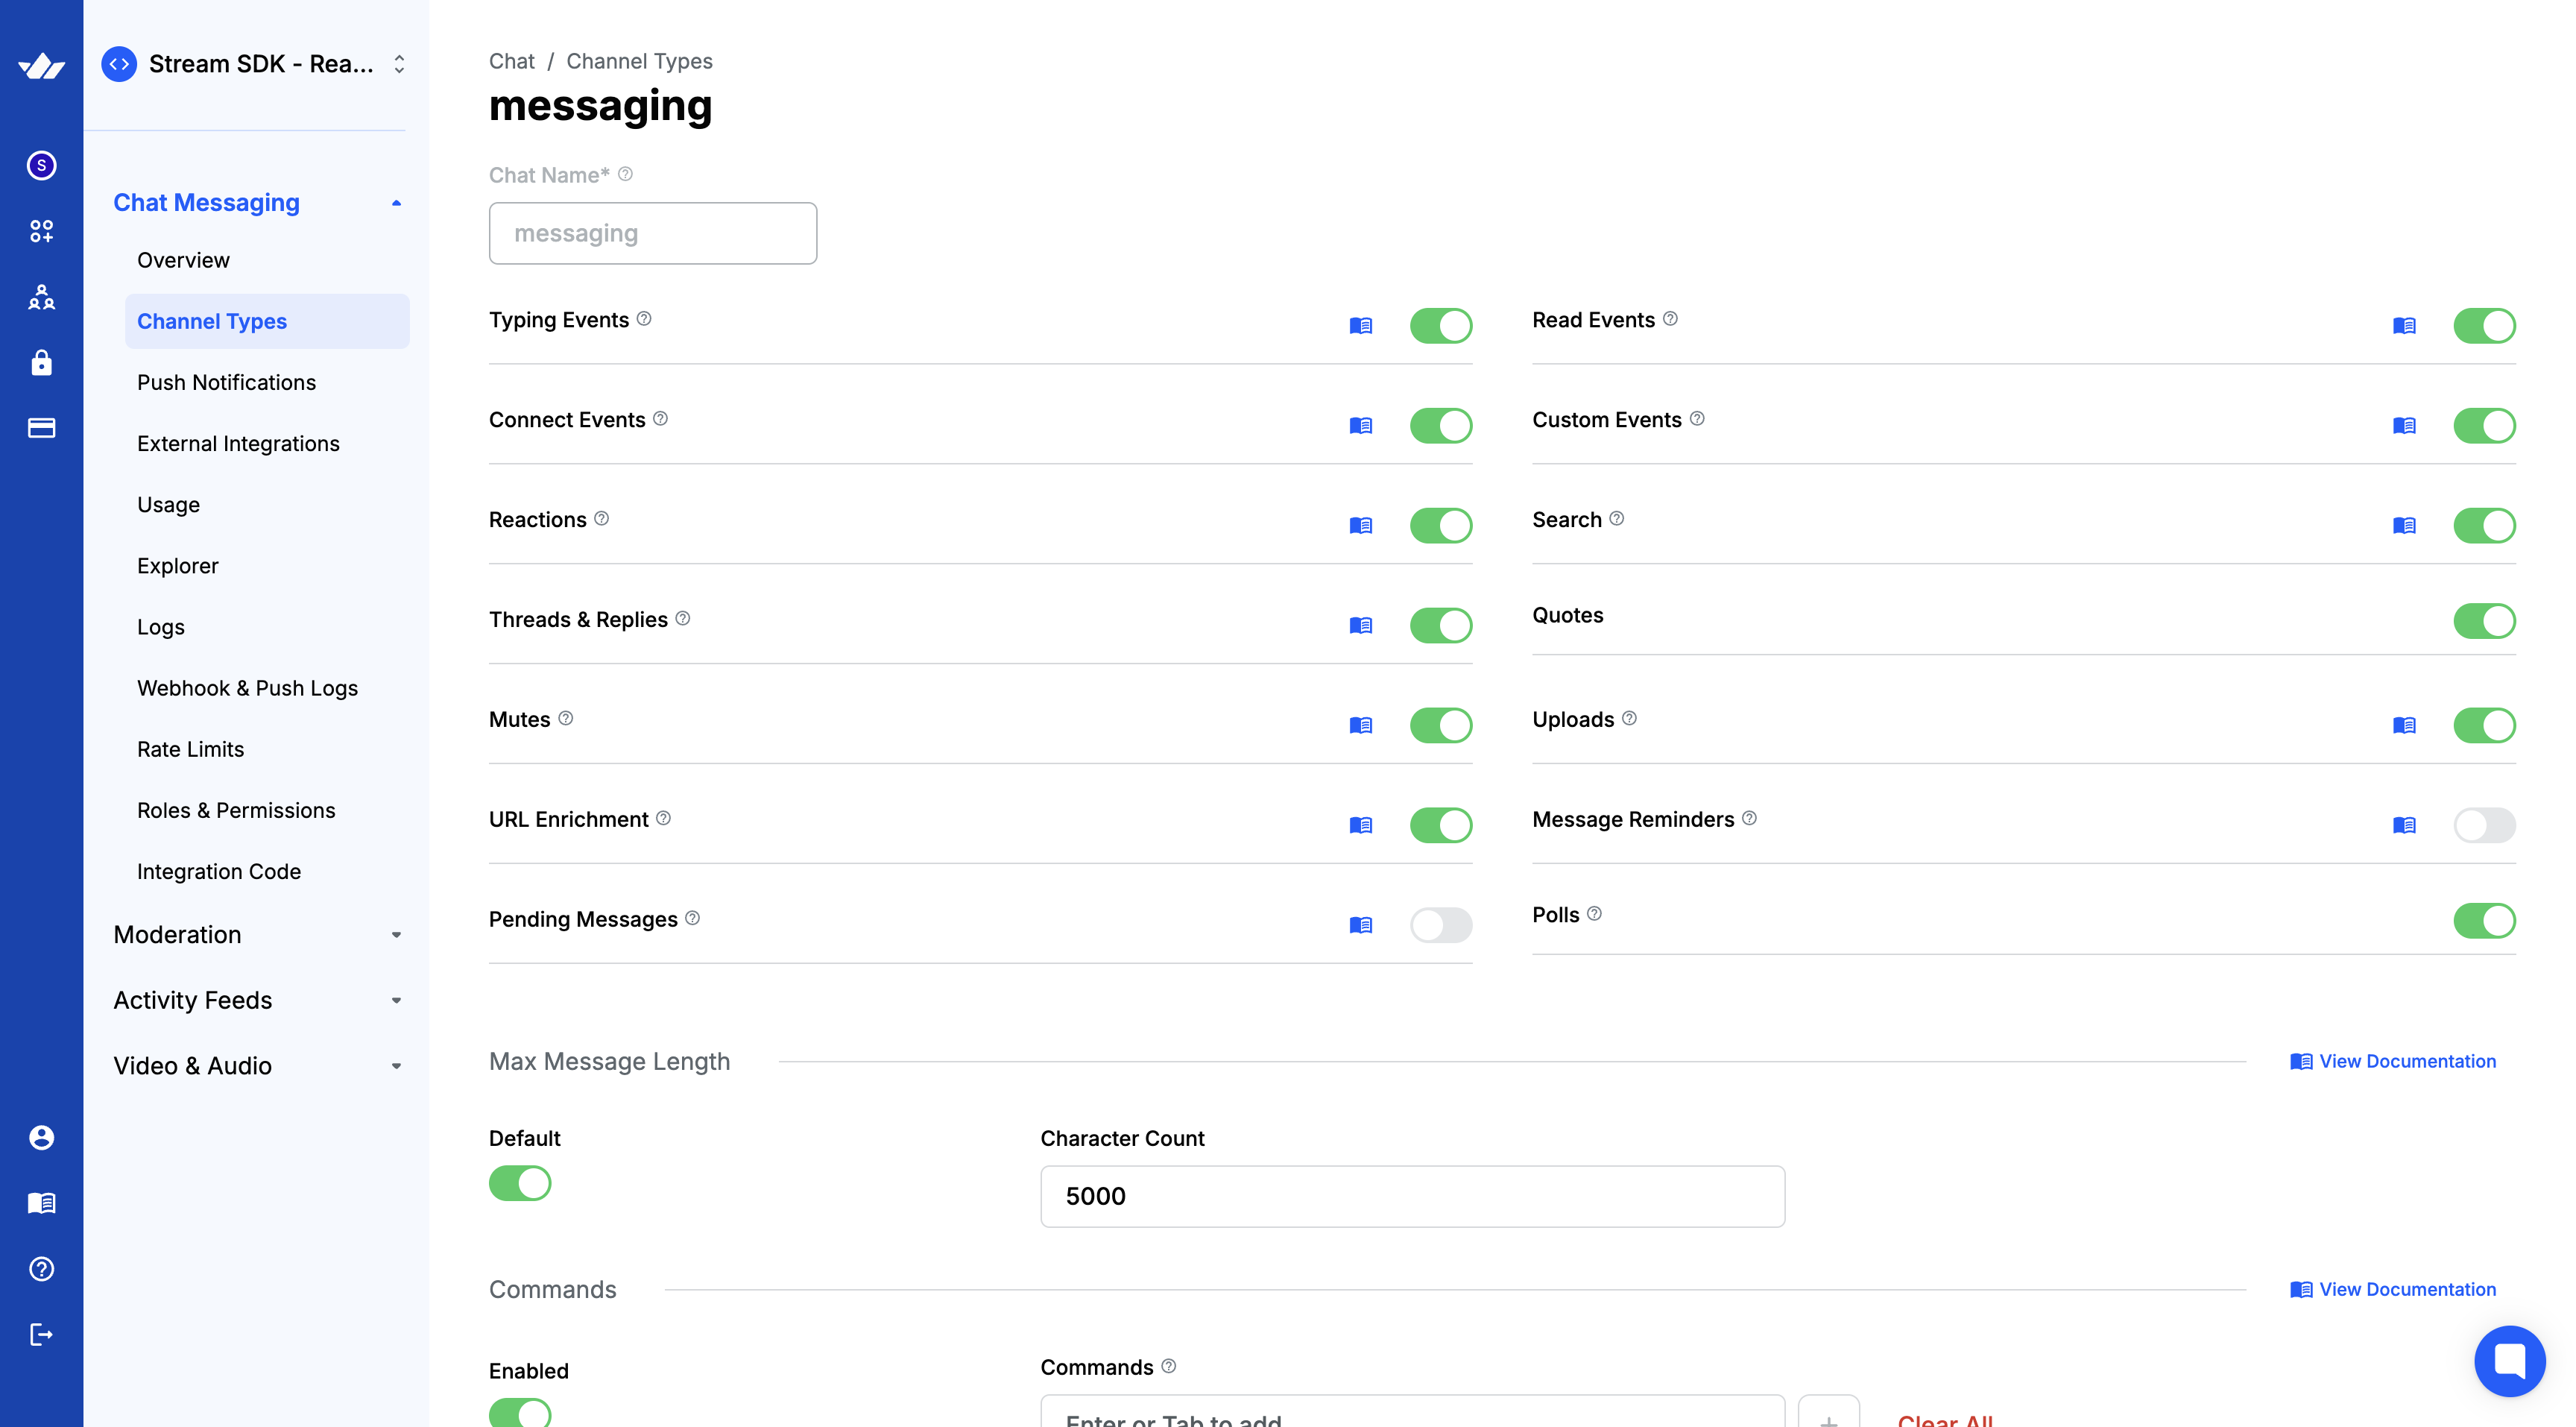 Stream SDK - Rea...
S
Chat Messaging
Overview
Channel Types
Push Notifications
External Integrations
Usage
Explorer
Logs
Webhook & Push Logs
Rate Limits
Roles & Permissions
Integration Code
Moderation
Activity Feeds
Video & Audio
Chat / Channel Types
messaging
Chat Name*
messaging
Typing Events
Read Events
Connect Events
Custom Events
Reactions
Search
Threads & Replies
Quotes
Mutes
Uploads
URL Enrichment
Message Reminders
Pending Messages
Polls
Max Message Length
View Documentation
Default
Character Count
5000
Commands
View Documentation
Enabled
Commands
Enter or Tab to add
Clear All